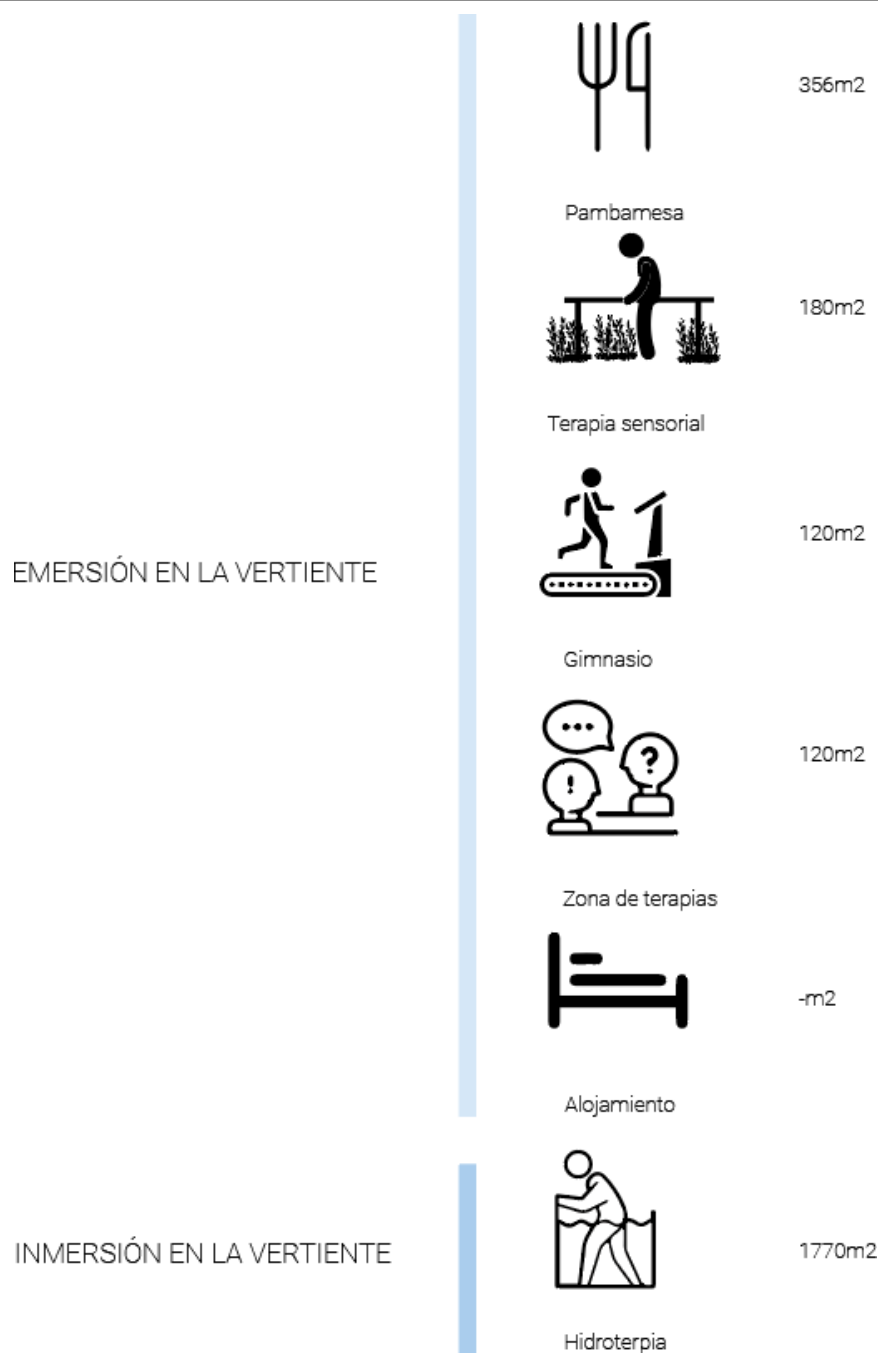 356m2
Pambamesa
180m2
Terapia sensorial
120m2
EMERSIÓN EN LA VERTIENTE
Gimnasio
...
?
!
120m2
Zona de terapias
-m2
Alojamiento
INMERSIÓN EN LA VERTIENTE
1770m2
Hidroterpia